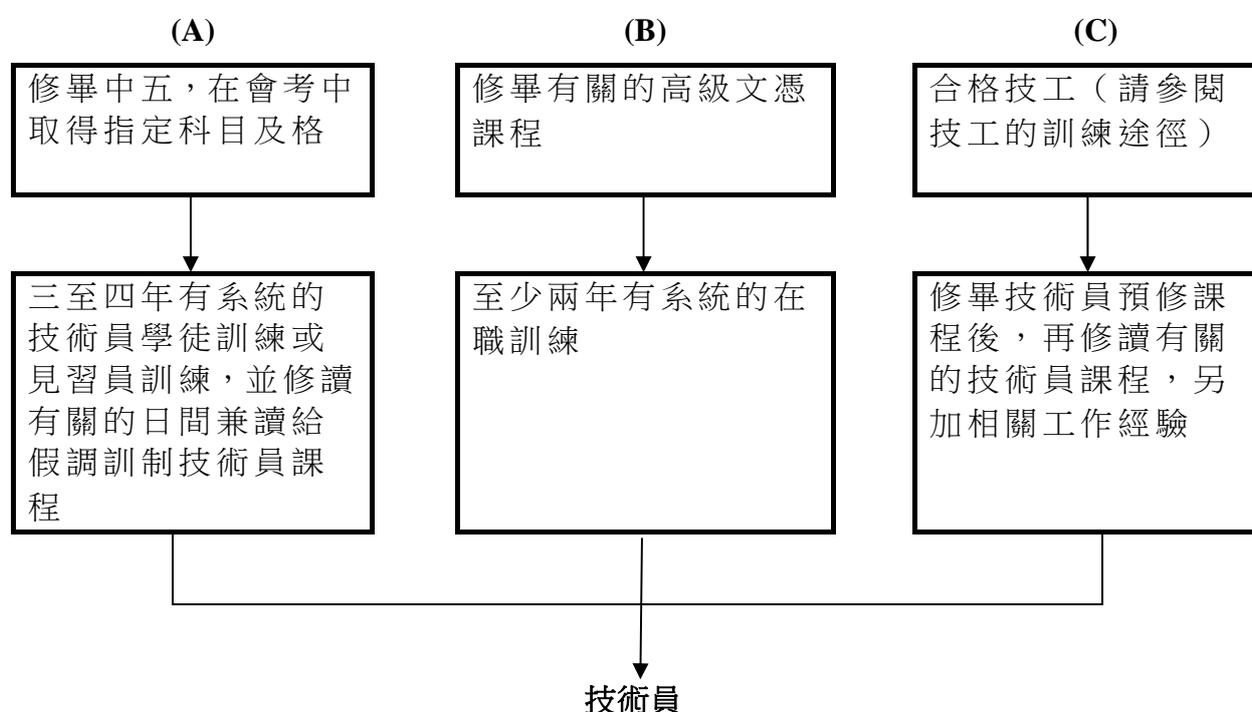 (A)
修畢中五，在會考中
取得指定科目及格
三至四年有系統的
技術員學徒訓練或
見習員訓練，並修讀
有關的日間兼讀給
假調訓制技術員課
程
(B)
修畢有關的高級文憑
課程
至少兩年有系統的在
職訓練
(C)
合格技工（請參閱
技工的訓練途徑）
修畢技術員預修課
程後，再修讀有關
的技術員課程，另
加相關工作經驗
技術員